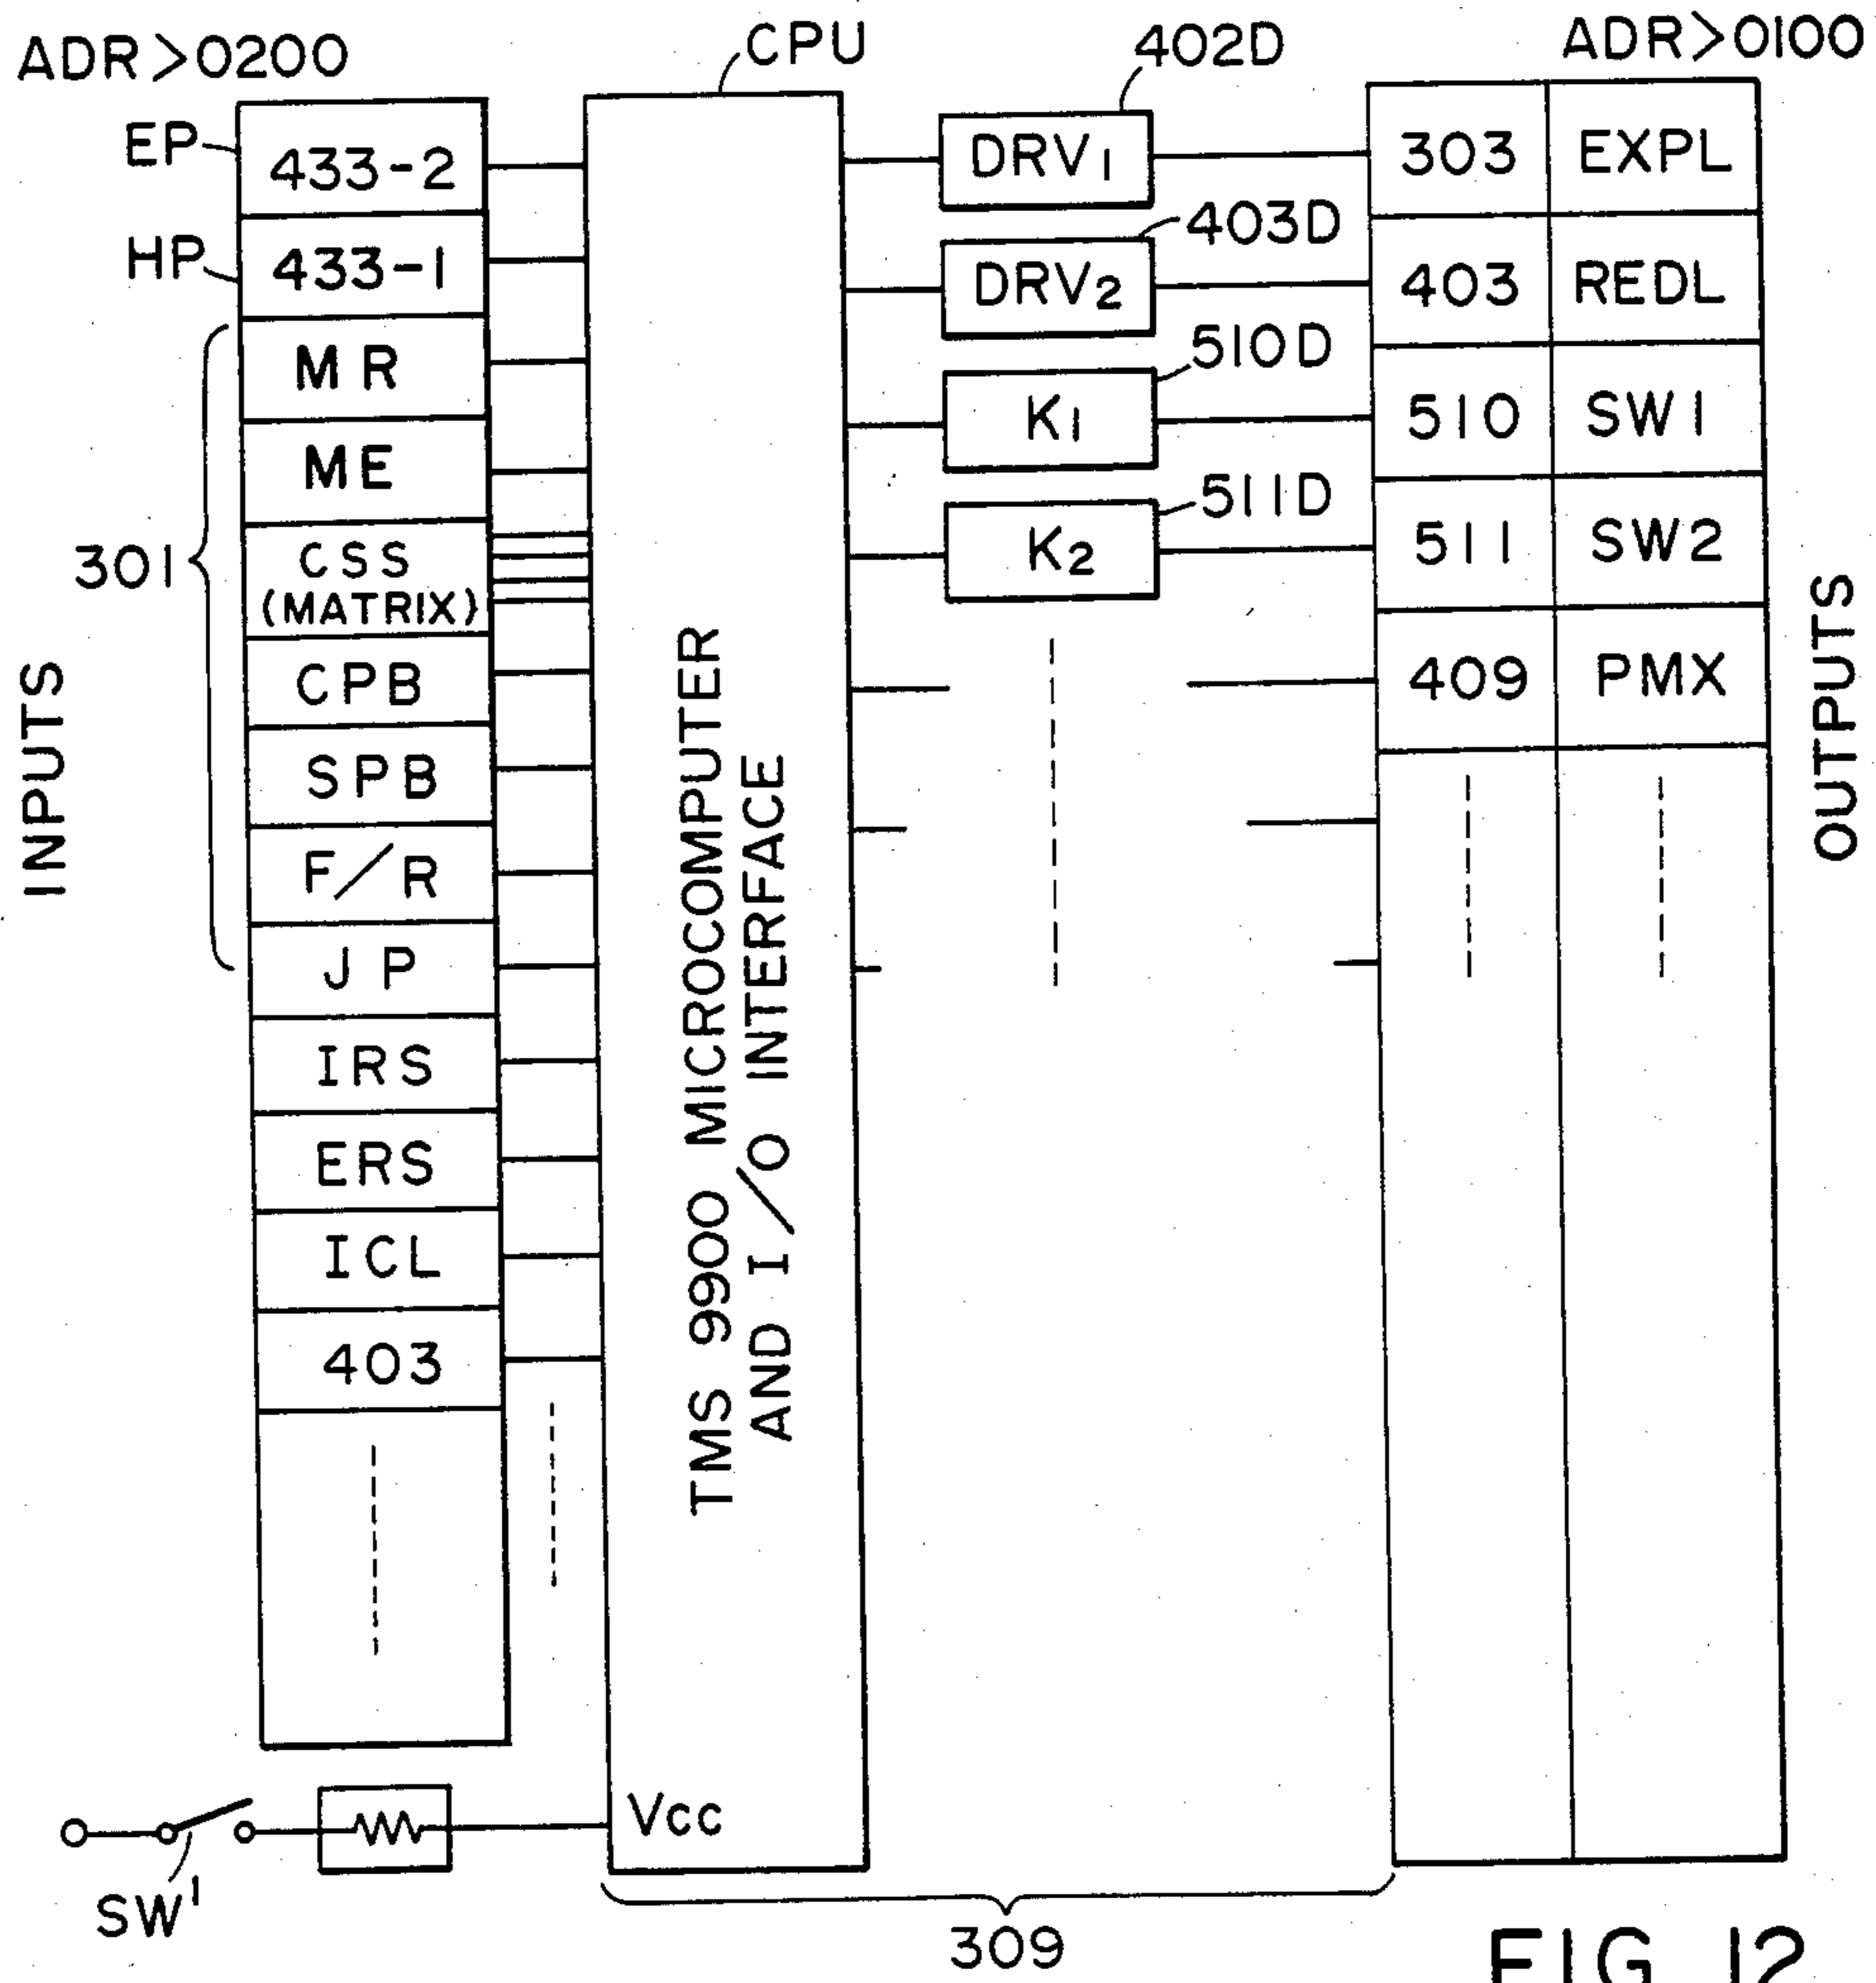 ADR>0200
CPU
402D
ADR>0100
EP
433-2
DRV1
303 EXPL
HP
433-1
403D
DRV2
403 REDL
MR
510D
K1
510 SW1
ME
511D
K2
511 SW2
301
CSS
(MATRIX)
CPB
409 PMX
SPB
F/R
JP
IRS
ERS
ICL
403
INPUTS
TMS 9900 MICROCOMPUTER
AND I/O INTERFACE
OUTPUTS
Vcc
SW'
309
FIG. 12